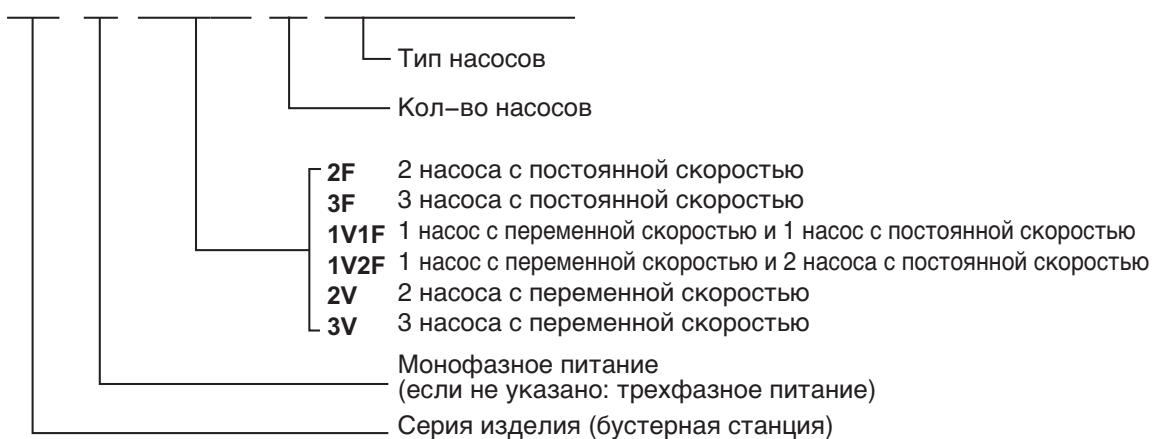 Тип насосов
Кол–во насосов
2F 2 насоса с постоянной скоростью
3F 3 насоса с постоянной скоростью
1V1F 1 насос с переменной скоростью и 1 насос с постоянной скоростью
1V2F 1 насос с переменной скоростью и 2 насоса с постоянной скоростью
2V 2 насоса с переменной скоростью
3V 3 насоса с переменной скоростью
Монофазное питание
(если не указано: трехфазное питание)
Серия изделия (бустерная станция)